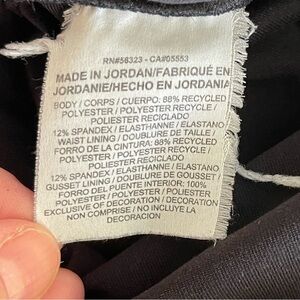 RN#56323 - CA#05553
MADE IN JORDAN/FABRIQUÉ EN
JORDANIE/HECHO EN JORDANIA
BODY / CORPS / CUERPO: 88% RECYCLED
POLYESTER / POLYESTER RECYCLÉ /
POLIESTER RECICLADO
12% SPANDEX / ELASTHANNE / ELASTANO
WAIST LINING / DOUBLURE DE TAILLE /
FORRO DE LA CINTURA: 88% RECYCLED
POLYESTER / POLYESTER RECYCLÉ /
POLIESTER RECICLADO
12% SPANDEX / ELASTHANNE / ELASTANO
GUSSET LINING / DOUBLURE DE GOUSSET /
FORRO DEL PUENTE INTERIOR: 100%
POLYESTER / POLYESTER / POLIESTER
EXCLUSIVE OF DECORATION / DECORATION
NON COMPRISE / NO INCLUYE LA
DECORACION